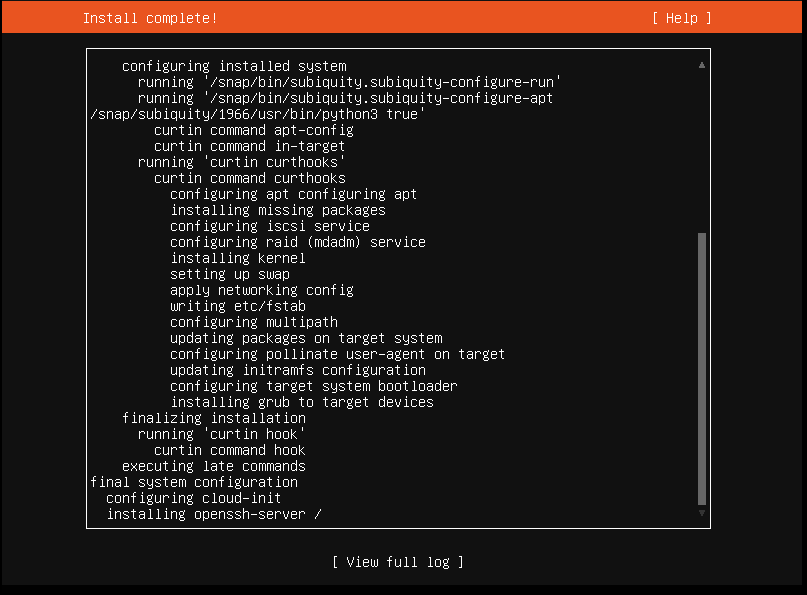 Install complete! [ Help ]
configuring installed system
running '/snap/bin/subiquity.subiquity-configure-run'
running '/snap/bin/subiquity.subiquity-configure-apt
/snap/subiquity/1966/usr/bin/python3 true'
curtin command apt-config
curtin command in-target
running 'curtin curthooks'
curtin command curthooks
configuring apt configuring apt
installing missing packages
configuring iscsi service
configuring raid (mdadm) service
installing kernel
setting up swap
apply networking config
writing etc/fstab
configuring multipath
updating packages on target system
configuring pollinate user-agent on target
updating initramfs configuration
configuring target system bootloader
installing grub to target devices
finalizing installation
running 'curtin hook'
curtin command hook
executing late commands
final system configuration
configuring cloud-init
installing openssh-server /
[ View full log ]